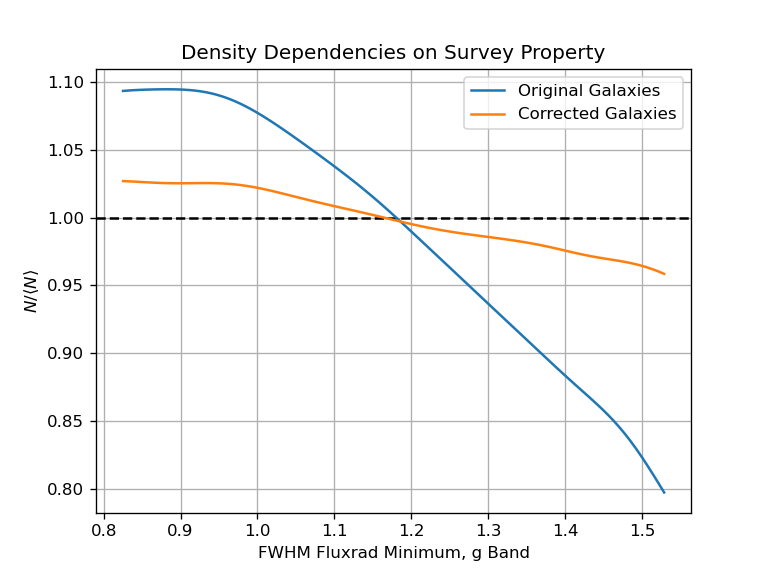 Density Dependencies on Survey Property
Original Galaxies
Corrected Galaxies
1.10
1.05
1.00
0.95
0.90
0.85
0.80
N/⟨N⟩
0.8 0.9 1.0 1.1 1.2 1.3 1.4 1.5
FWHM Fluxrad Minimum, g Band